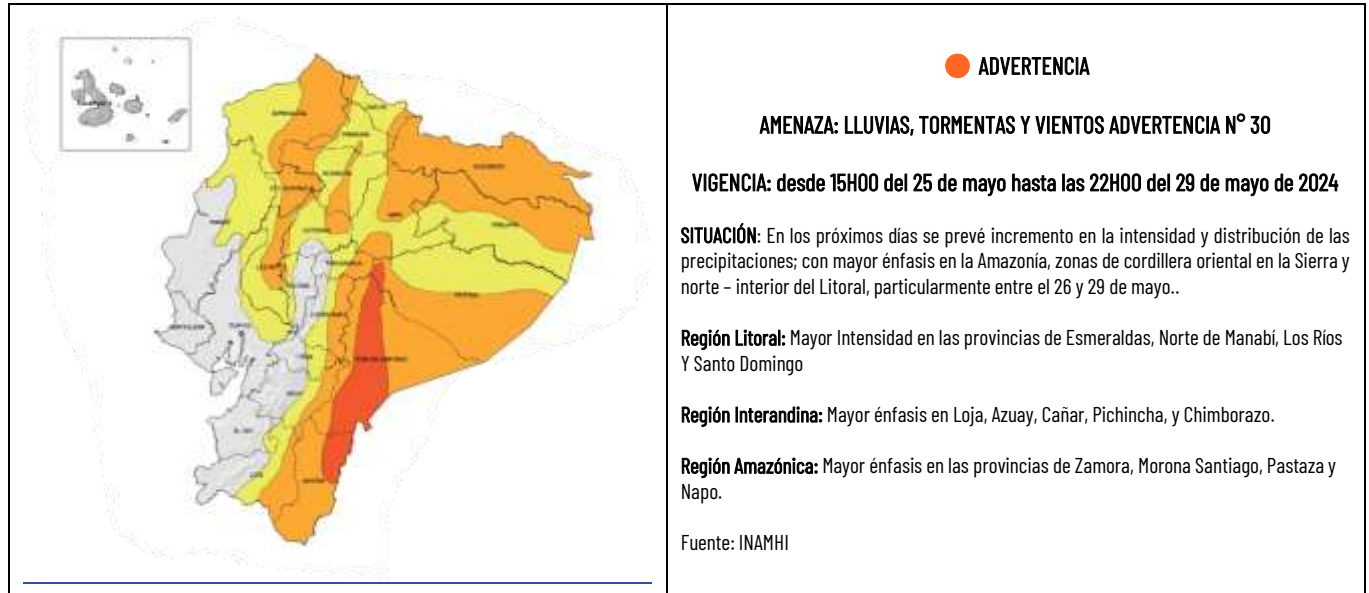 ADVERTENCIA
AMENAZA: LLUVIAS, TORMENTAS Y VIENTOS ADVERTENCIA N° 30
VIGENCIA: desde 15H00 del 25 de mayo hasta las 22H00 del 29 de mayo de 2024
SITUACIÓN: En los próximos días se prevé incremento en la intensidad y distribución de las
precipitaciones; con mayor énfasis en la Amazonía, zonas de cordillera oriental en la Sierra y
norte – interior del Litoral, particularmente entre el 26 y 29 de mayo..
Región Litoral: Mayor Intensidad en las provincias de Esmeraldas, Norte de Manabí, Los Ríos
Y Santo Domingo
Región Interandina: Mayor énfasis en Loja, Azuay, Cañar, Pichincha, y Chimborazo.
Región Amazónica: Mayor énfasis en las provincias de Zamora, Morona Santiago, Pastaza y
Napo.
Fuente: INAMHI